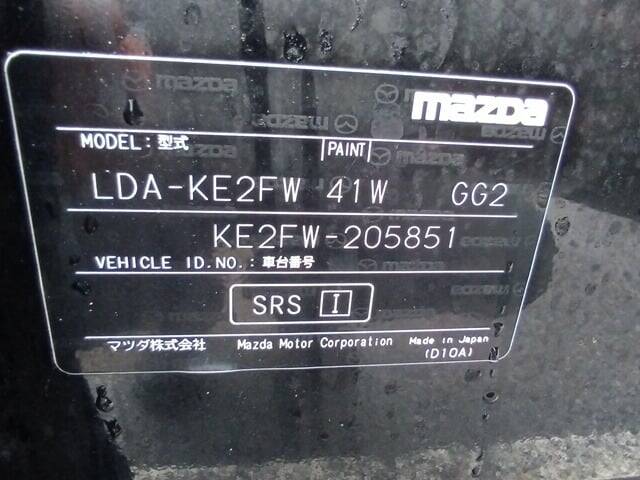 mazda
MODEL: 型式 PAINT
LDA-KE2FW 41W GG2
KE2FW-205851
VEHICLE ID.NO.: 車台番号
SRS I
マツダ株式会社 Mazda Motor Corporation Made in Japan
(D10A)